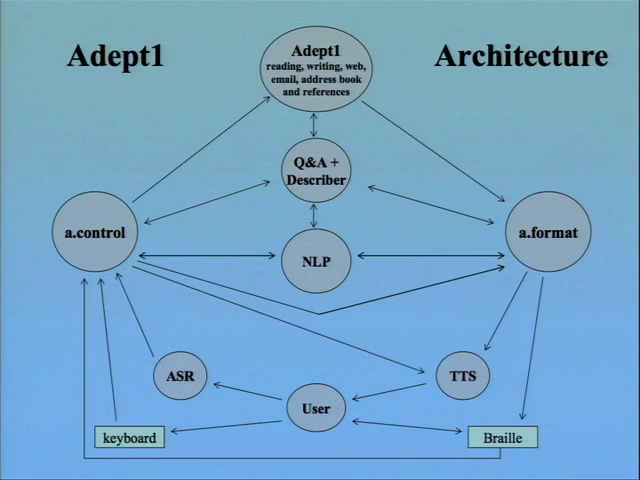 Adept1
Architecture
Adept1
reading, writing, web,
email, address book
and references
Q&A +
Describer
a.control
a.format
NLP
ASR
TTS
User
keyboard
Braille